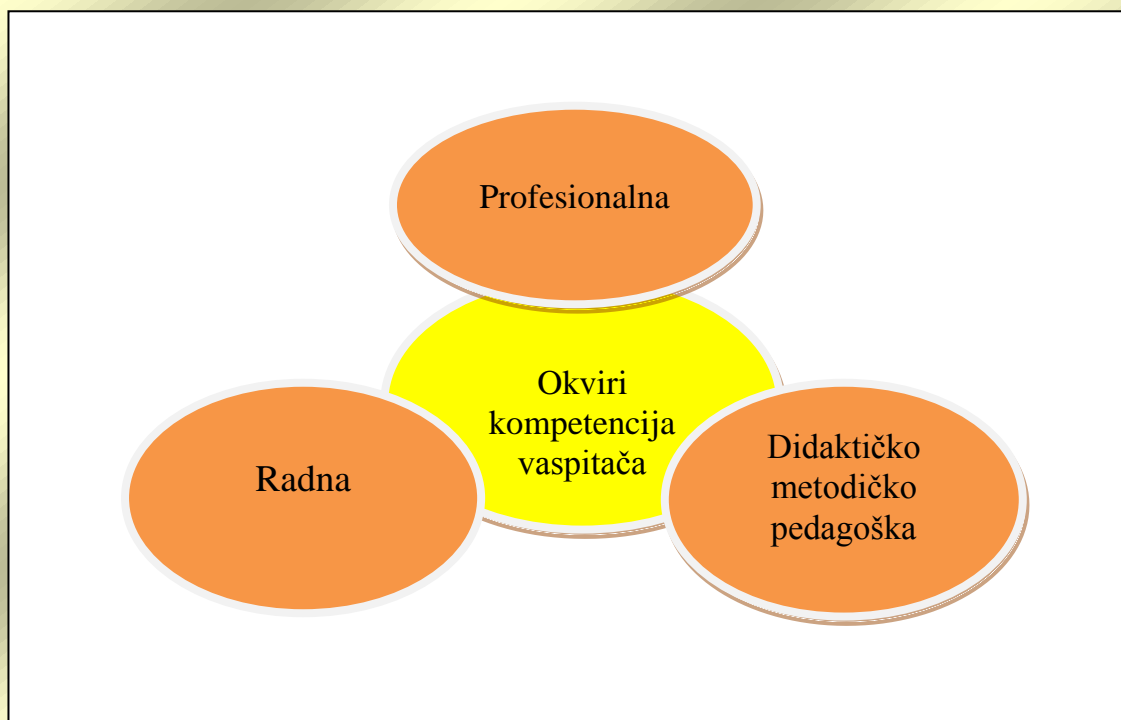 Profesionalna
Okviri
kompetencija
vaspitača
Radna
Didaktičko
metodičko
pedagoška